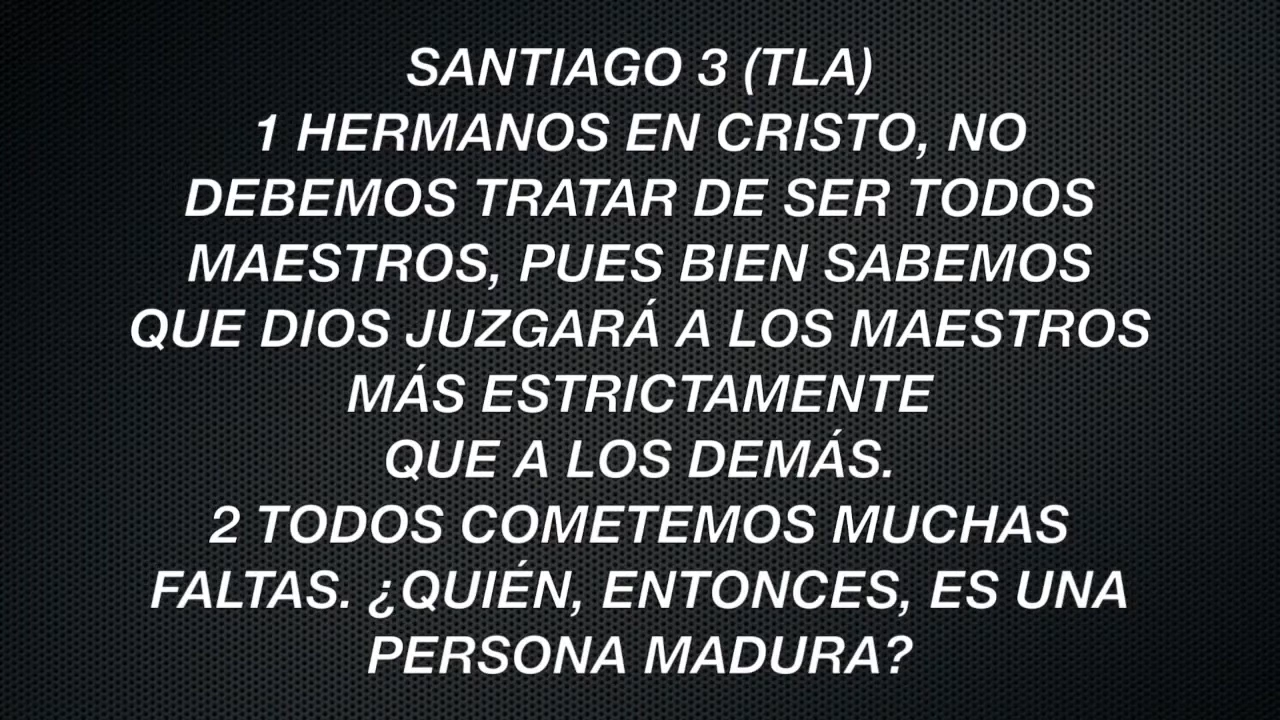 SANTIAGO 3 (TLA)
1 HERMANOS EN CRISTO, NO
DEBEMOS TRATAR DE SER TODOS
MAESTROS, PUES BIEN SABEMOS
QUE DIOS JUZGARÁ A LOS MAESTROS
MÁS ESTRICTAMENTE
QUE A LOS DEMÁS.
2 TODOS COMETEMOS MUCHAS
FALTAS. ¿QUIÉN, ENTONCES, ES UNA
PERSONA MADURA?